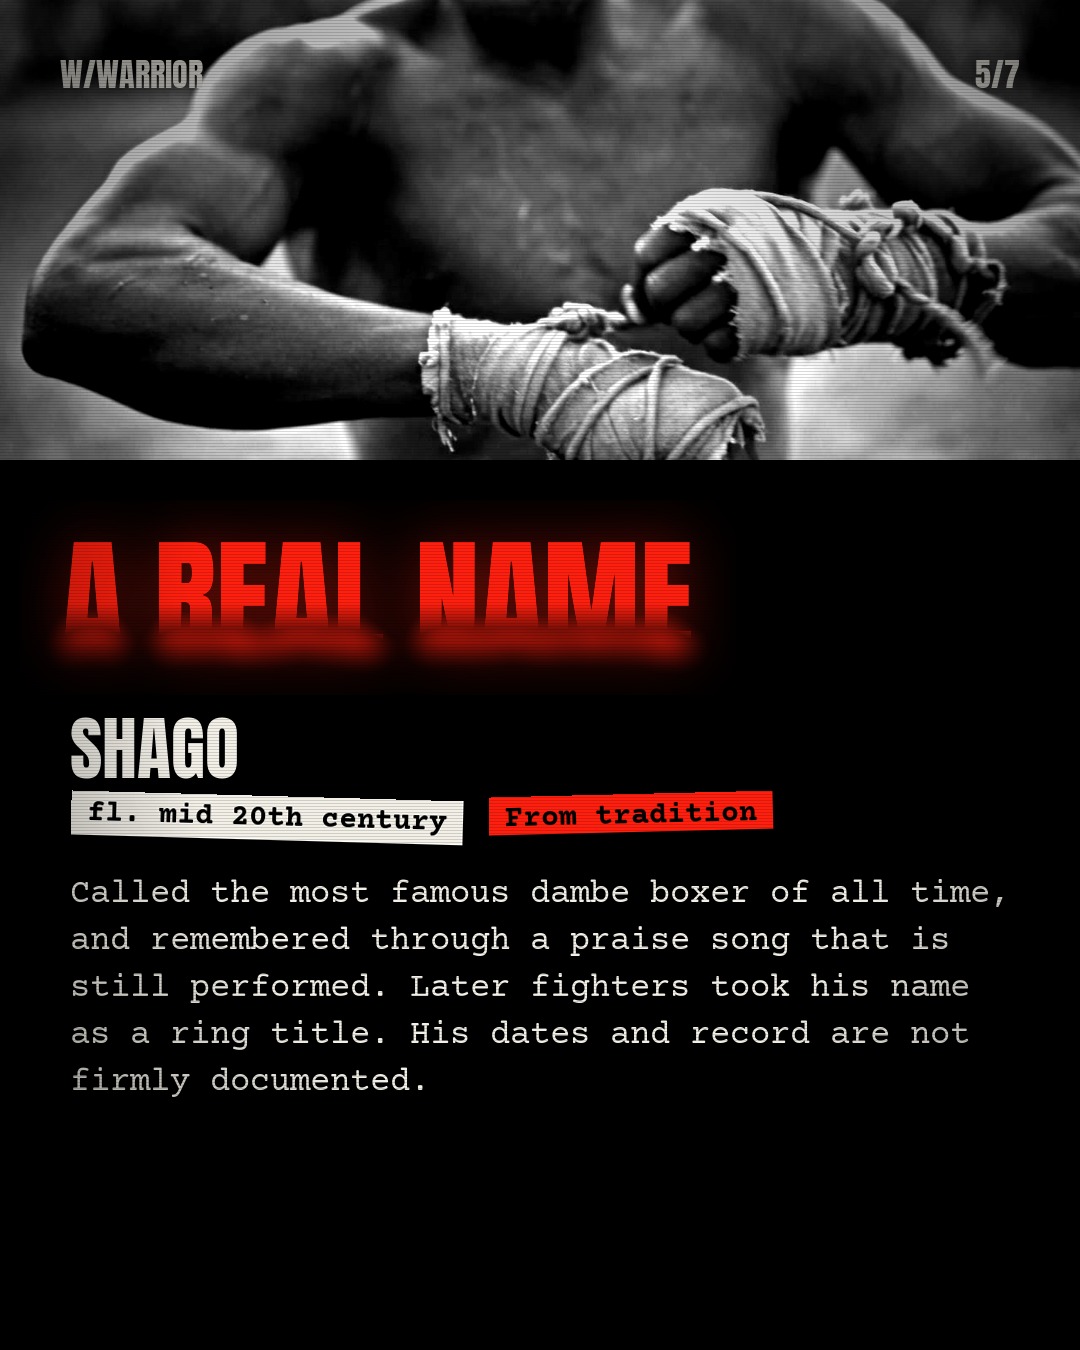 W/WARRIOR
5/7
A REAL NAME
SHAGO
fl. mid 20th century
From tradition
Called the most famous dambe boxer of all time,
and remembered through a praise song that is
still performed. Later fighters took his name
as a ring title. His dates and record are not
firmly documented.